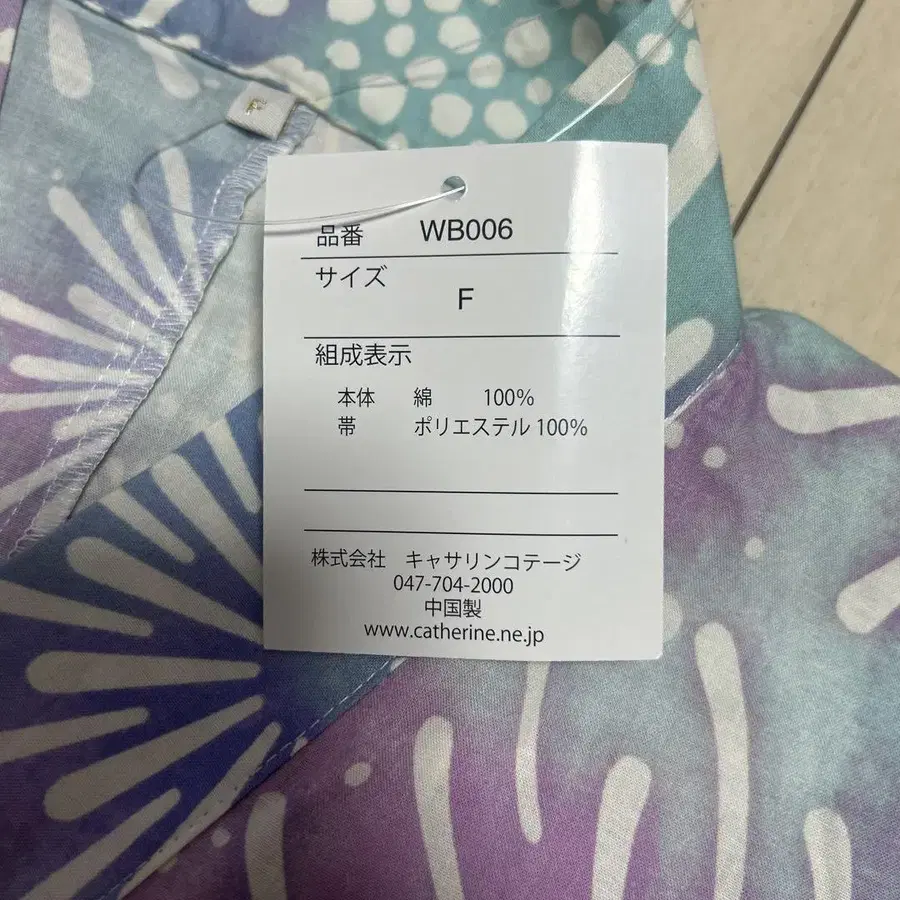 F
品番 WB006
サイズ
F
組成表示
本体 綿 100%
帯 ポリエステル 100%
株式会社 キャサリンコテージ
047-704-2000
中国製
www.catherine.ne.jp